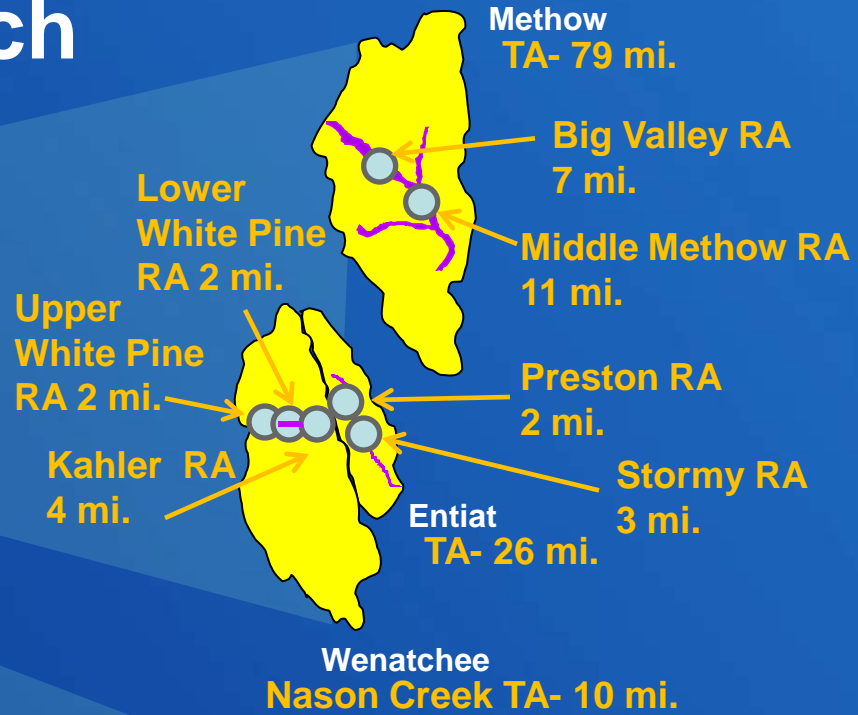 ch
Methow
TA- 79 mi.
Big Valley RA
7 mi.
Lower
White Pine
RA 2 mi.
Middle Methow RA
11 mi.
Upper
White Pine
RA 2 mi.
Preston RA
2 mi.
Kahler RA
4 mi.
Stormy RA
3 mi.
Entiat
TA- 26 mi.
Wenatchee
Nason Creek TA- 10 mi.